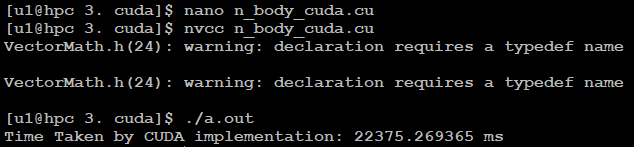 [u1@hpc 3. cuda]$ nano n_body_cuda.cu
[u1@hpc 3. cuda]$ nvcc n_body_cuda.cu
VectorMath.h(24): warning: declaration requires a typedef name
VectorMath.h(24): warning: declaration requires a typedef name
[u1@hpc 3. cuda]$ ./a.out
Time Taken by CUDA implementation: 22375.269365 ms